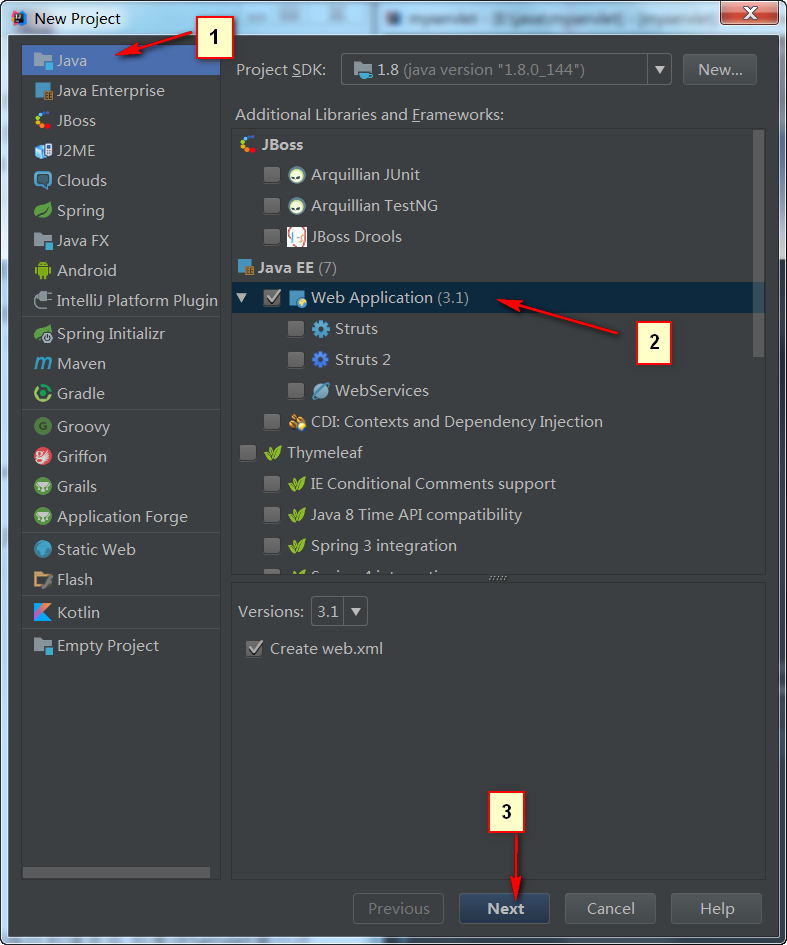 New Project
1
Java
Java Enterprise
JBoss
J2ME
Clouds
Spring
Java FX
Android
IntelliJ Platform Plugin
Spring Initializr
Maven
Gradle
Groovy
Griffon
Grails
Application Forge
Static Web
Flash
Kotlin
Empty Project
Project SDK: 1.8 (java version "1.8.0_144") New...
Additional Libraries and Frameworks:
JBoss
Arquillian JUnit
Arquillian TestNG
JBoss Drools
Java EE (7)
Web Application (3.1)
2
Struts
Struts 2
WebServices
CDI: Contexts and Dependency Injection
Thymeleaf
IE Conditional Comments support
Java 8 Time API compatibility
Spring 3 integration
Versions: 3.1
Create web.xml
3
Previous Next Cancel Help